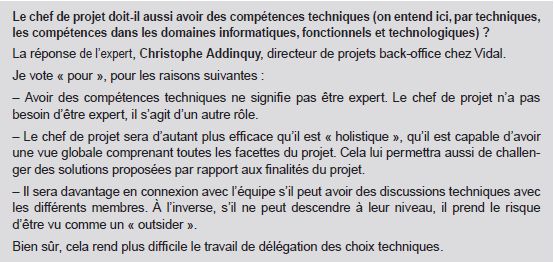 Le chef de projet doit-il aussi avoir des compétences techniques (on entend ici, par techniques,
les compétences dans les domaines informatiques, fonctionnels et technologiques) ?
La réponse de l'expert, Christophe Addinquy, directeur de projets back-office chez Vidal.
Je vote « pour », pour les raisons suivantes :
– Avoir des compétences techniques ne signifie pas être expert. Le chef de projet n'a pas
besoin d'être expert, il s'agit d'un autre rôle.
– Le chef de projet sera d'autant plus efficace qu'il est « holistique », qu'il est capable d'avoir
une vue globale comprenant toutes les facettes du projet. Cela lui permettra aussi de challen-
ger des solutions proposées par rapport aux finalités du projet.
– Il sera davantage en connexion avec l'équipe s'il peut avoir des discussions techniques avec
les différents membres. À l'inverse, s'il ne peut descendre à leur niveau, il prend le risque
d'être vu comme un « outsider ».
Bien sûr, cela rend plus difficile le travail de délégation des choix techniques.